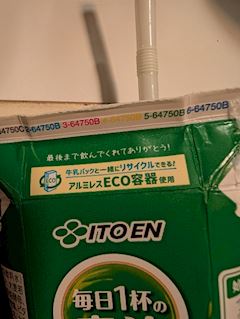 5-64750B 3-64750B 5-64750B 5-64750B
最後まで飲んでくれてありがとう!
ECO
牛乳パックと一緒にリサイクルできる!
アルミレスECO容器使用
ITOEN
毎日1杯の